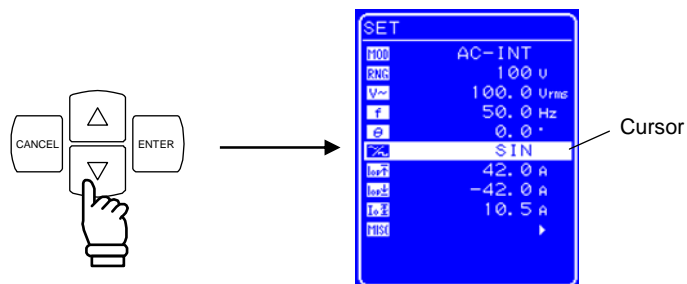 SET
MOD AC-INT
RNG 100 V
V~ 100.0 Vrms
f 50.0 Hz
θ 0.0 °
SIN
42.0 A
-42.0 A
10.5 A
MISC
CANCEL
ENTER
Cursor